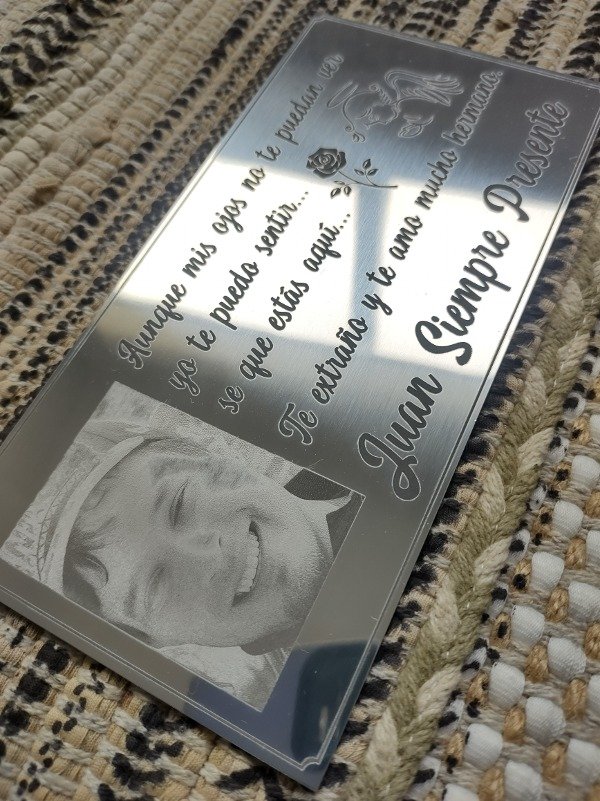 Aunque mis ojos no te puedan ver
yo te puedo sentir...
se que estás aquí...
Te extraño y te amo mucho hermano.
Juan Siempre Presente